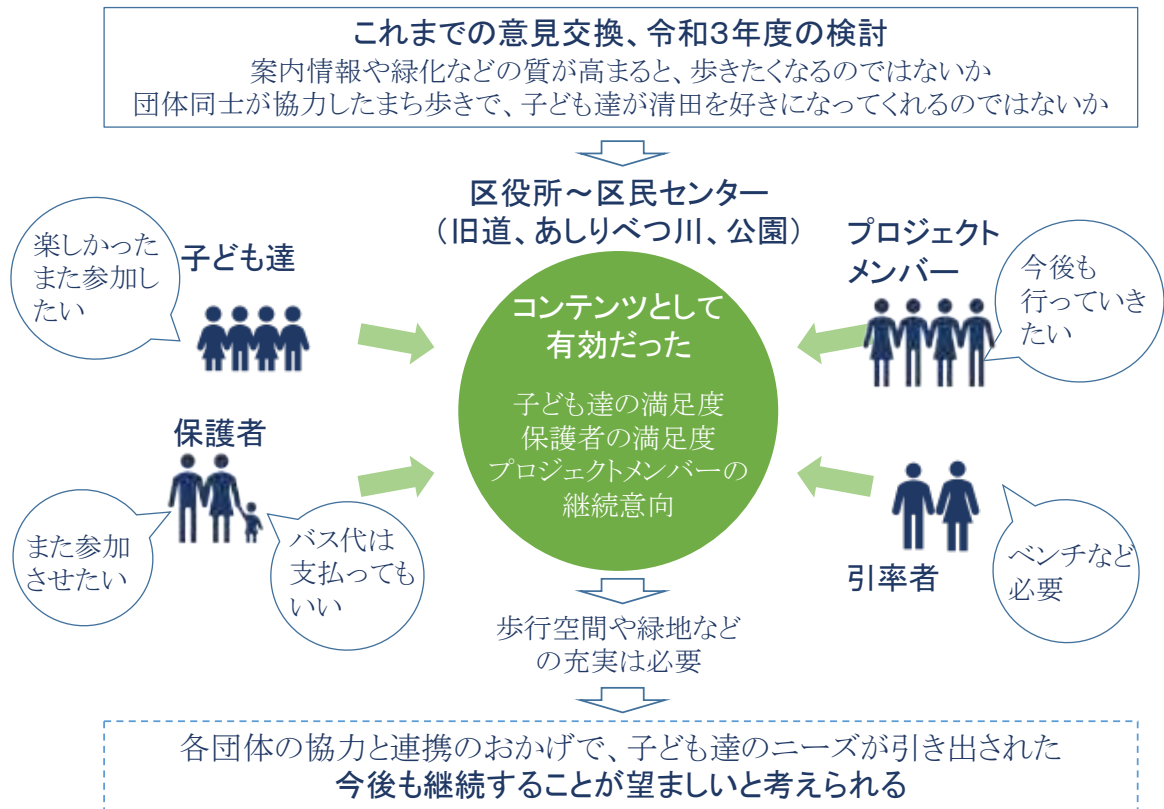 これまでの意見交換、令和３年度の検討
案内情報や緑化などの質が高まると、歩きたくなるのではないか
団体同士が協力したまち歩きで、子ども達が清田を好きになってくれるのではないか
区役所～区民センター
（旧道、あしりべつ川、公園）
楽しかった
また参加し
たい
子ども達
プロジェクト
メンバー
今後も
行っていき
たい
コンテンツとして
有効だった
子ども達の満足度
保護者の満足度
プロジェクトメンバーの
継続意向
保護者
また参加
させたい
バス代は
支払っても
いい
引率者
ベンチなど
必要
歩行空間や緑地など
の充実は必要
各団体の協力と連携のおかげで、子ども達のニーズが引き出された
今後も継続することが望ましいと考えられる